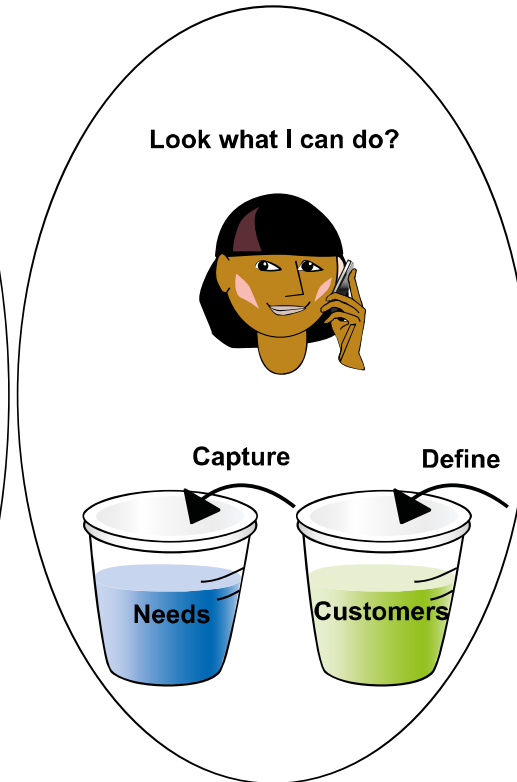 Look what I can do?
Capture
Define
Needs
Customers